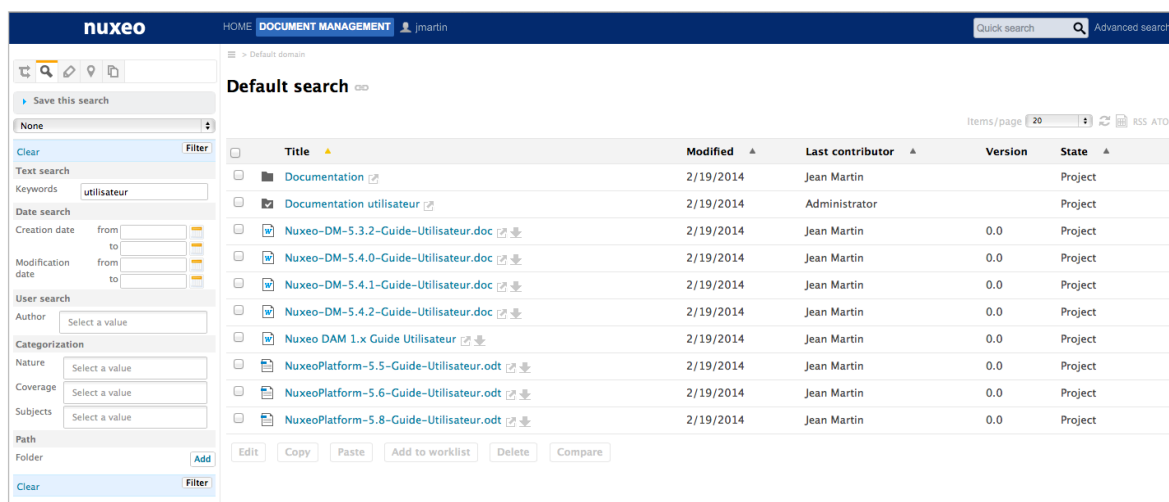 nuxeo
HOME DOCUMENT MANAGEMENT jmartin
Quick search
Advanced search
> Default domain
Default search
Save this search
None
Clear
Filter
Text search
Keywords utilisateur
Date search
Creation date from
to
Modification date from
to
User search
Author Select a value
Categorization
Nature Select a value
Coverage Select a value
Subjects Select a value
Path
Folder Add
Clear
Filter
Items/page 20 RSS ATO
Title Modified Last contributor Version State
Documentation 2/19/2014 Jean Martin Project
Documentation utilisateur 2/19/2014 Administrator Project
Nuxeo-DM-5.3.2-Guide-Utilisateur.doc 2/19/2014 Jean Martin 0.0 Project
Nuxeo-DM-5.4.0-Guide-Utilisateur.doc 2/19/2014 Jean Martin 0.0 Project
Nuxeo-DM-5.4.1-Guide-Utilisateur.doc 2/19/2014 Jean Martin 0.0 Project
Nuxeo-DM-5.4.2-Guide-Utilisateur.doc 2/19/2014 Jean Martin 0.0 Project
Nuxeo DAM 1.x Guide Utilisateur 2/19/2014 Jean Martin 0.0 Project
NuxeoPlatform-5.5-Guide-Utilisateur.odt 2/19/2014 Jean Martin 0.0 Project
NuxeoPlatform-5.6-Guide-Utilisateur.odt 2/19/2014 Jean Martin 0.0 Project
NuxeoPlatform-5.8-Guide-Utilisateur.odt 2/19/2014 Jean Martin 0.0 Project
Edit Copy Paste Add to worklist Delete Compare